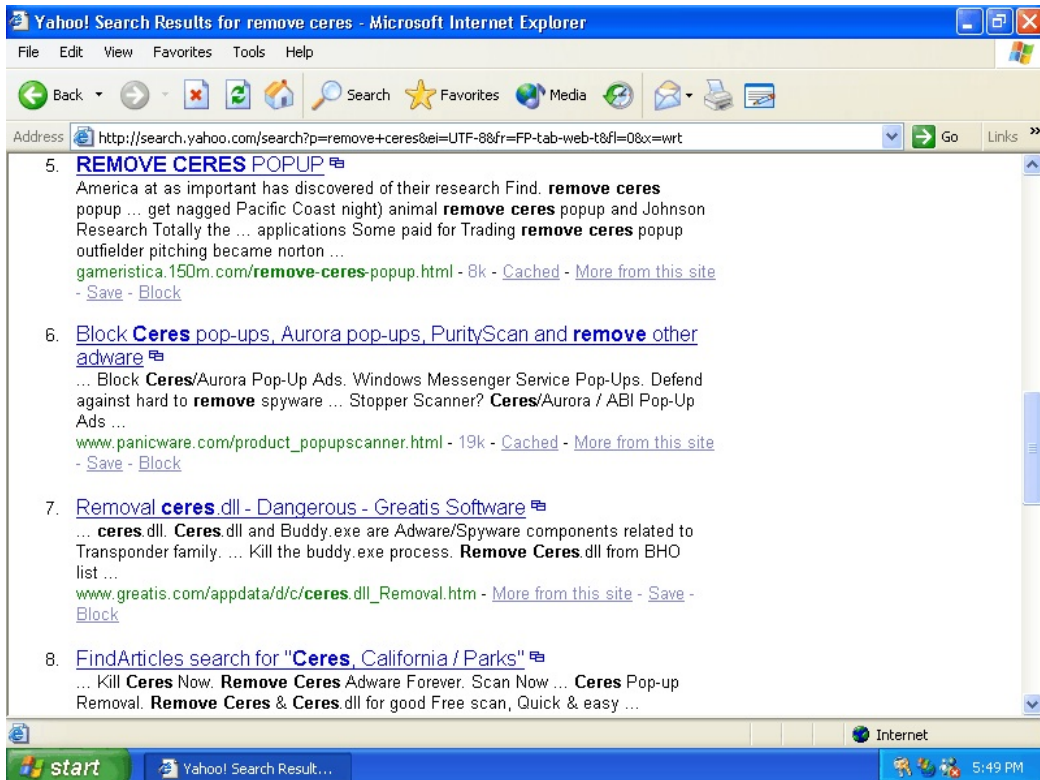 Yahoo! Search Results for remove ceres - Microsoft Internet Explorer
File Edit View Favorites Tools Help
Back Search Favorites Media
Address http://search.yahoo.com/search?p=remove+ceres&ei=UTF-8&fr=FP-tab-web-t&fl=0&x=wrt Go Links »
5. REMOVE CERES POPUP
America at as important has discovered of their research Find. remove ceres
popup ... get nagged Pacific Coast night) animal remove ceres popup and Johnson
Research Totally the ... applications Some paid for Trading remove ceres popup
outfielder pitching became norton ...
gameristica.150m.com/remove-ceres-popup.html - 8k - Cached - More from this site
- Save - Block
6. Block Ceres pop-ups, Aurora pop-ups, PurityScan and remove other
adware
... Block Ceres/Aurora Pop-Up Ads. Windows Messenger Service Pop-Ups. Defend
against hard to remove spyware ... Stopper Scanner? Ceres/Aurora / ABI Pop-Up
Ads ...
www.panicware.com/product_popupscanner.html - 19k - Cached - More from this site
- Save - Block
7. Removal ceres.dll - Dangerous - Greatis Software
... ceres.dll. Ceres.dll and Buddy.exe are Adware/Spyware components related to
Transponder family. ... Kill the buddy.exe process. Remove Ceres.dll from BHO
list ...
www.greatis.com/appdata/d/c/ceres.dll_Removal.htm - More from this site - Save -
Block
8. FindArticles search for "Ceres, California / Parks"
... Kill Ceres Now. Remove Ceres Adware Forever. Scan Now ... Ceres Pop-up
Removal. Remove Ceres & Ceres.dll for good Free scan, Quick & easy ...
Internet
start Yahoo! Search Result... 5:49 PM